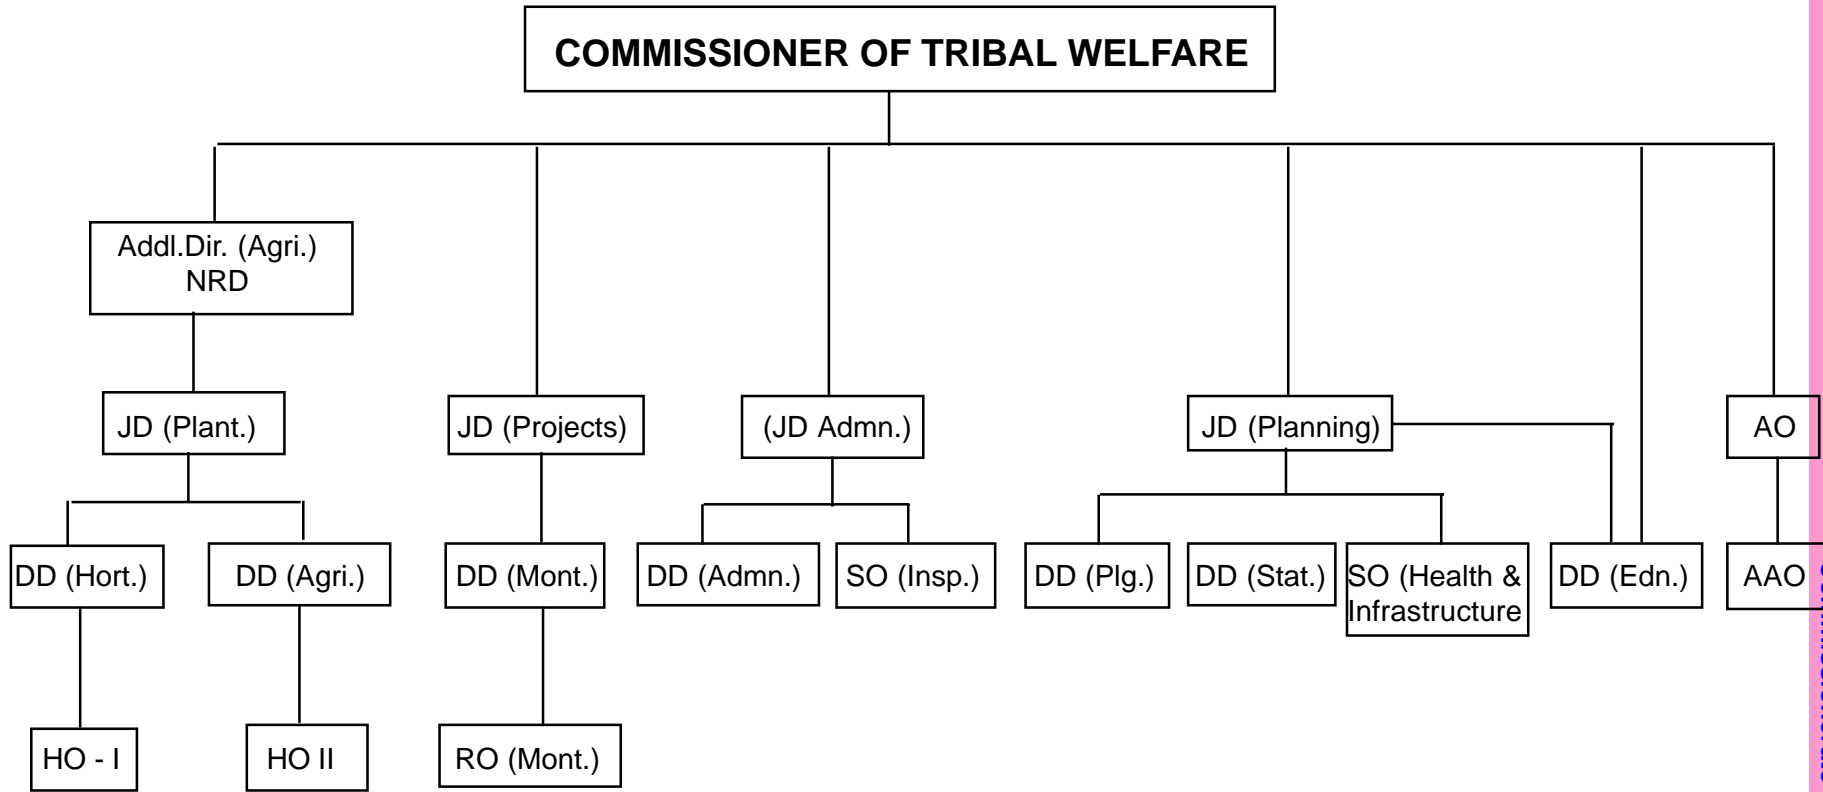 COMMISSIONER OF TRIBAL WELFARE
Addl.Dir. (Agri.)
NRD
JD (Plant.)
JD (Projects)
(JD Admn.)
JD (Planning)
AO
DD (Hort.)
DD (Agri.)
DD (Mont.)
DD (Admn.)
SO (Insp.)
DD (Plg.)
DD (Stat.)
SO (Health &
Infrastructure
DD (Edn.)
AAO
HO - I
HO II
RO (Mont.)